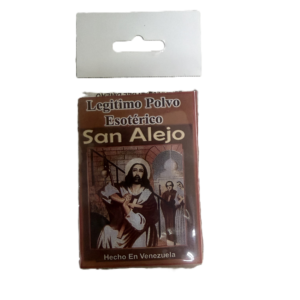 Legitimo Polvo
Esotérico
San Alejo
Hecho En Venezuela